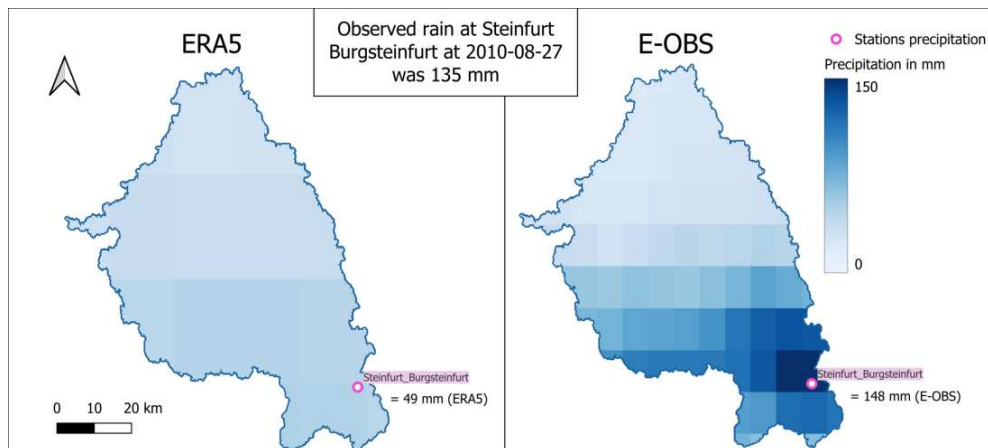 ERA5
Observed rain at Steinfurt
Burgsteinfurt at 2010-08-27
was 135 mm
E-OBS
Stations precipitation
Precipitation in mm
150
0
Steinfurt_Burgsteinfurt
= 49 mm (ERA5)
Steinfurt_Burgsteinfurt
= 148 mm (E-OBS)
0 10 20 km